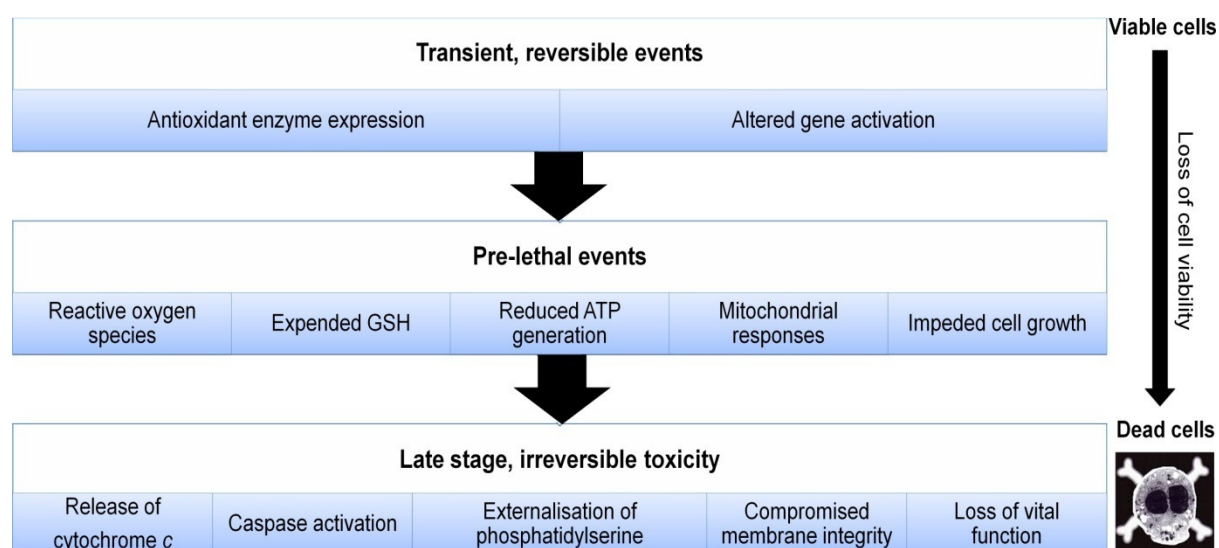 Transient, reversible events
Viable cells
Antioxidant enzyme expression
Altered gene activation
Loss of cell viability
Pre-lethal events
Reactive oxygen
species
Expended GSH
Reduced ATP
generation
Mitochondrial
responses
Impeded cell growth
Late stage, irreversible toxicity
Dead cells
Release of
cytochrome c
Caspase activation
Externalisation of
phosphatidylserine
Compromised
membrane integrity
Loss of vital
function